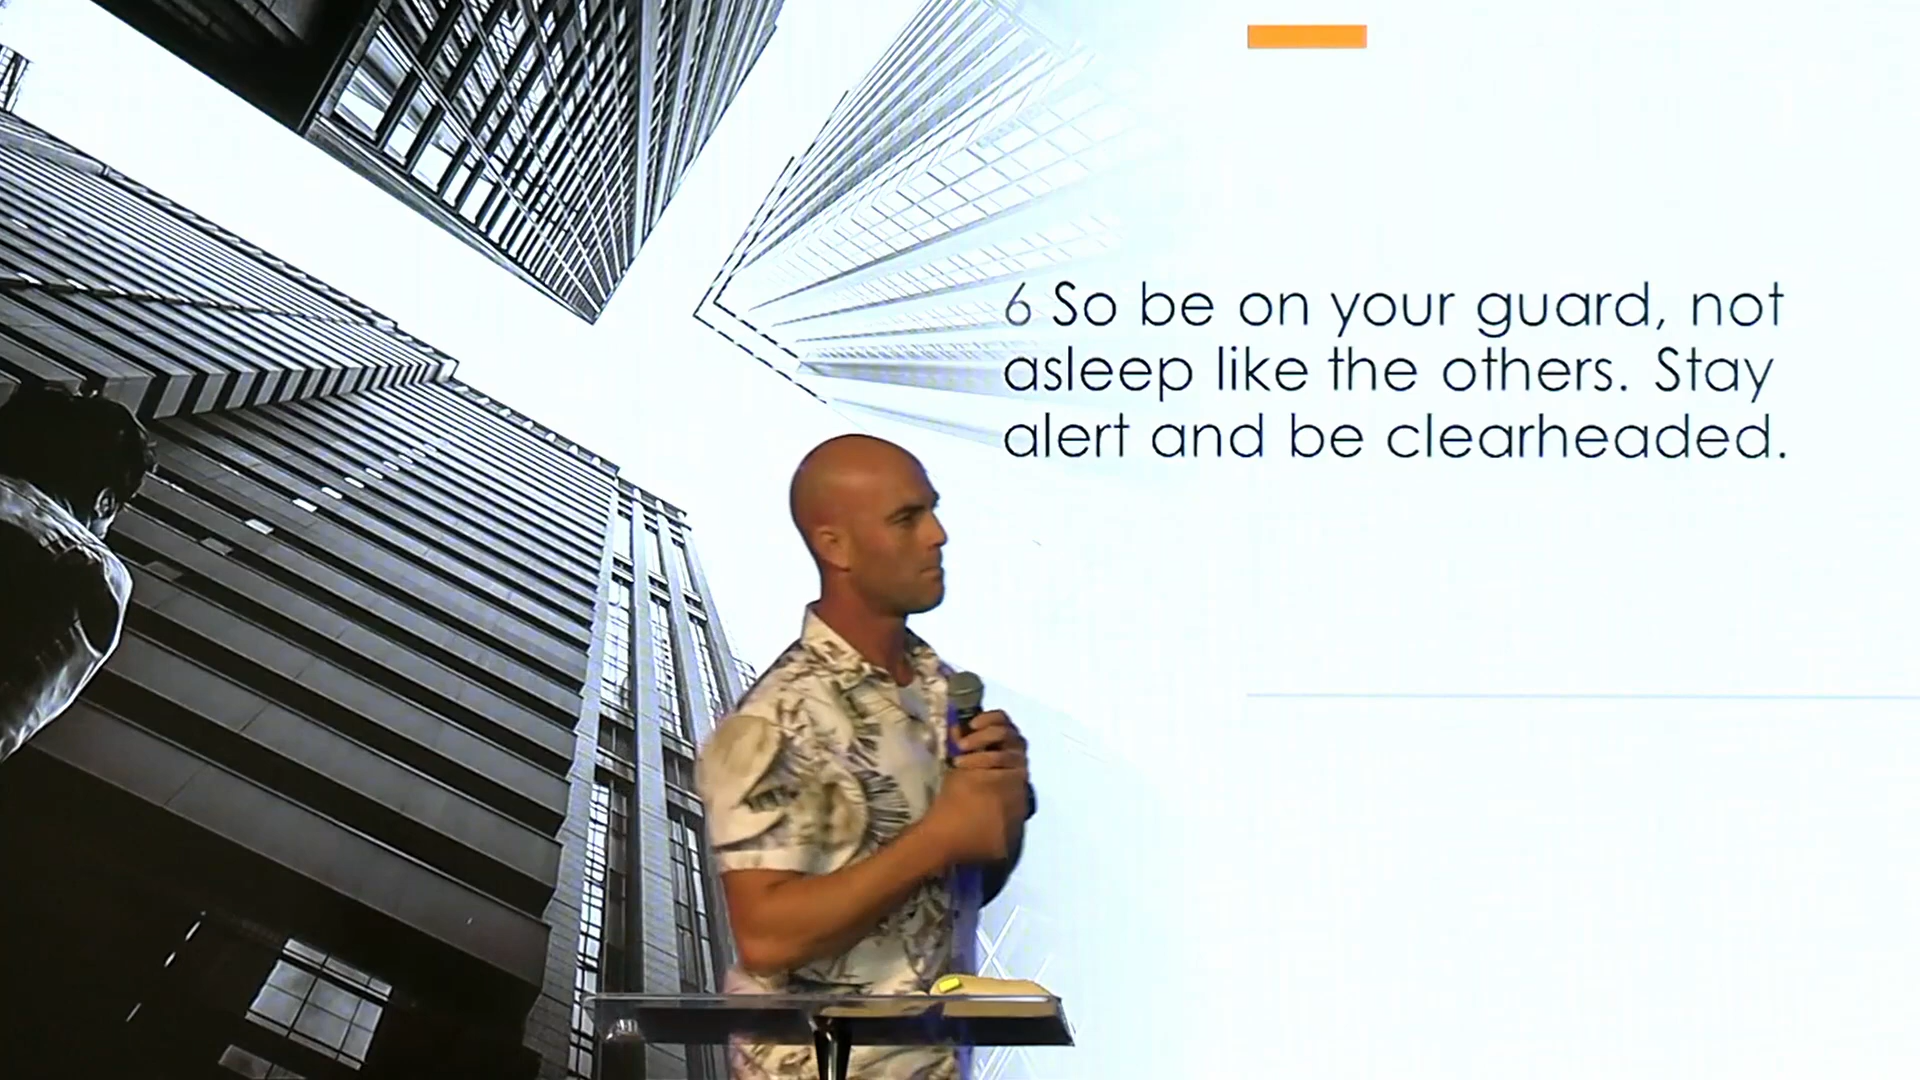 6 So be on your guard, not
asleep like the others. Stay
alert and be clearheaded.